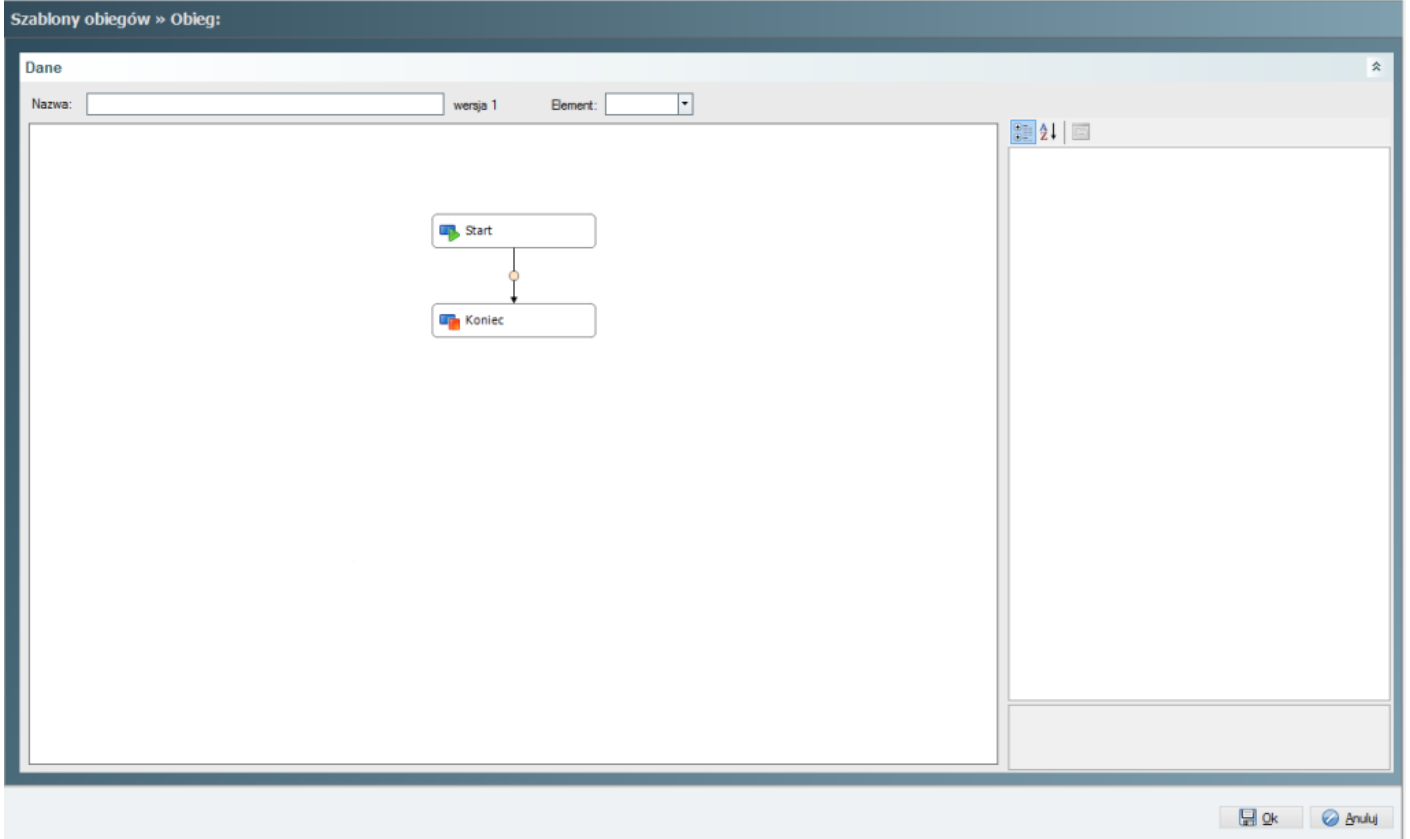 Szablony obiegów » Obieg:
Dane
Nazwa: wersja 1 Element:
Start
Koniec
Ok Anuluj